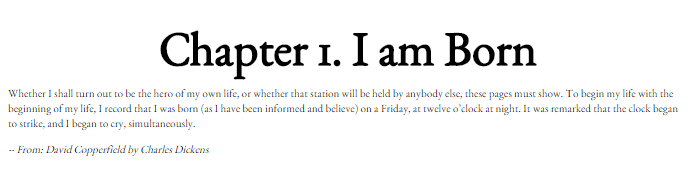 Chapter 1. I am Born
Whether I shall turn out to be the hero of my own life, or whether that station will be held by anybody else, these pages must show. To begin my life with the
beginning of my life, I record that I was born (as I have been informed and believe) on a Friday, at twelve o'clock at night. It was remarked that the clock began
to strike, and I began to cry, simultaneously.
-- From: David Copperfield by Charles Dickens